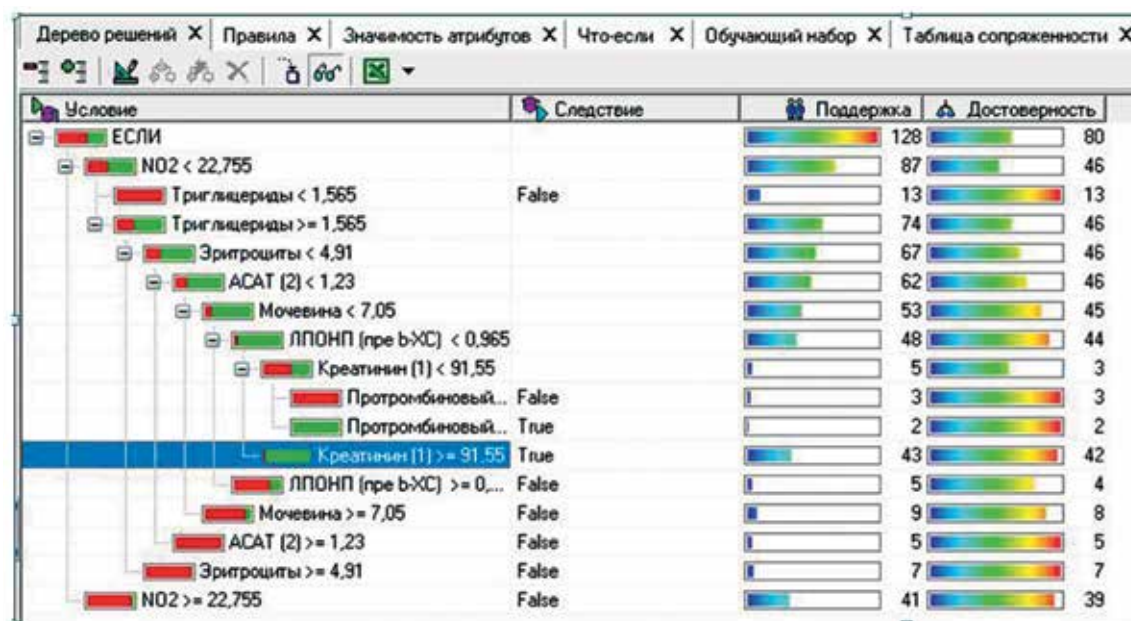 Дерево решений X Правила X Значимость атрибутов X Что-если X Обучающий набор X Таблица сопряженности X
Условие Следствие Поддержка Достоверность
ЕСЛИ 128 80
NO2 < 22,755 87 46
Триглицериды < 1,565 False 13 13
Триглицериды >= 1,565 74 46
Эритроциты < 4,91 67 46
АСАТ (2) < 1,23 62 46
Мочевина < 7,05 53 45
ЛПОНП (пре b-ХС) < 0,965 48 44
Креатинин (1) < 91,55 5 3
Протромбиновый... False 3 3
Протромбиновый... True 2 2
Креатинин (1) >= 91,55 True 43 42
ЛПОНП (пре b-ХС) >= 0,... False 5 4
Мочевина >= 7,05 False 9 8
АСАТ (2) >= 1,23 False 5 5
Эритроциты >= 4,91 False 7 7
NO2 >= 22,755 False 41 39